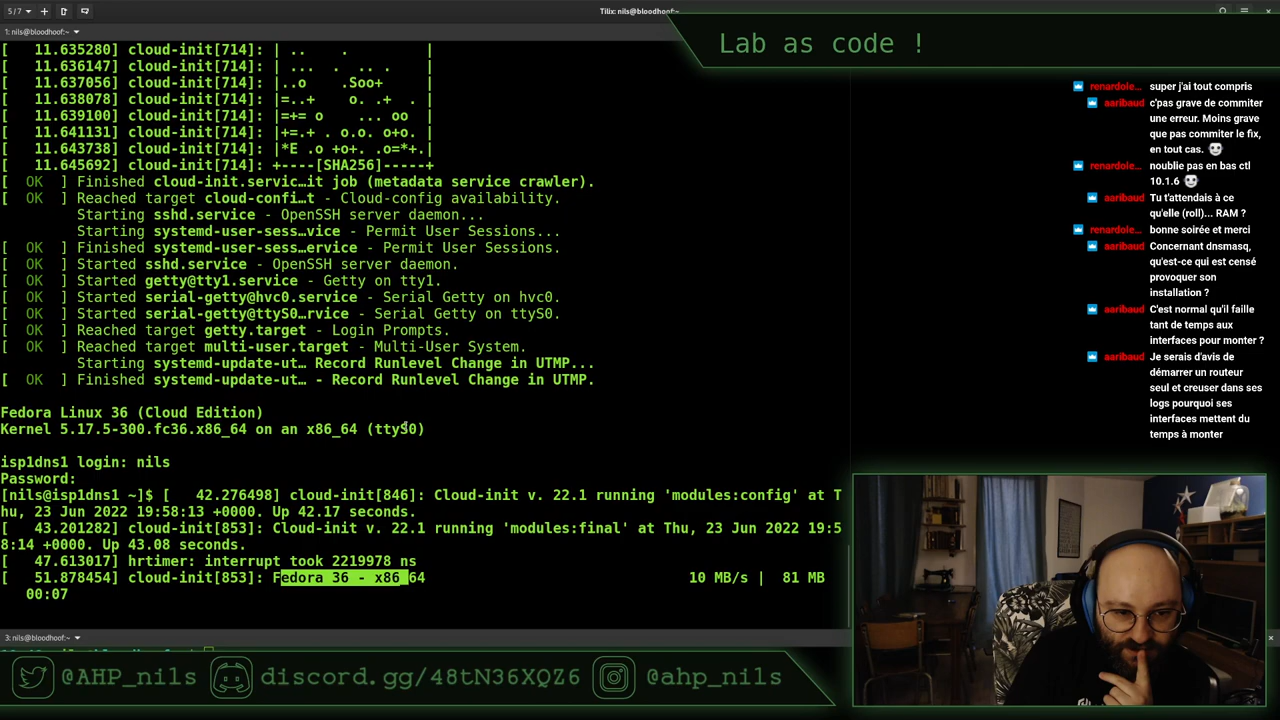 5/7
Tilix: nils@bloodhoof:~
1: nils@bloodhoof:~
Lab as code !
[   11.635280] cloud-init[714]: | ..    .         |
[   11.636147] cloud-init[714]: | ...  .  .. .    |
[   11.637056] cloud-init[714]: |..o    .Soo+     |
[   11.638078] cloud-init[714]: |=..+    o. .+  . |
[   11.639100] cloud-init[714]: |=+= o    ... oo  |
[   11.641131] cloud-init[714]: |+=.+ . o.o. o+o. |
[   11.643738] cloud-init[714]: |*E .o +o+. .o=*+.|
[   11.645692] cloud-init[714]: +----[SHA256]-----+
[  OK  ] Finished cloud-init.servic…it job (metadata service crawler).
[  OK  ] Reached target cloud-confi…t - Cloud-config availability.
Starting sshd.service - OpenSSH server daemon...
Starting systemd-user-sess…vice - Permit User Sessions...
[  OK  ] Finished systemd-user-sess…ervice - Permit User Sessions.
[  OK  ] Started sshd.service - OpenSSH server daemon.
[  OK  ] Started getty@tty1.service - Getty on tty1.
[  OK  ] Started serial-getty@hvc0.service - Serial Getty on hvc0.
[  OK  ] Started serial-getty@ttyS0…rvice - Serial Getty on ttyS0.
[  OK  ] Reached target getty.target - Login Prompts.
[  OK  ] Reached target multi-user.target - Multi-User System.
Starting systemd-update-ut… Record Runlevel Change in UTMP...
[  OK  ] Finished systemd-update-ut… - Record Runlevel Change in UTMP.
Fedora Linux 36 (Cloud Edition)
Kernel 5.17.5-300.fc36.x86_64 on an x86_64 (ttyS0)
isp1dns1 login: nils
Password:
[nils@isp1dns1 ~]$ [   42.276498] cloud-init[846]: Cloud-init v. 22.1 running 'modules:config' at T
hu, 23 Jun 2022 19:58:13 +0000. Up 42.17 seconds.
[   43.201282] cloud-init[853]: Cloud-init v. 22.1 running 'modules:final' at Thu, 23 Jun 2022 19:5
8:14 +0000. Up 43.08 seconds.
[   47.613017] hrtimer: interrupt took 2219978 ns
[   51.878454] cloud-init[853]: Fedora 36 - x86_64                               10 MB/s |  81 MB
00:07
3: nils@bloodhoof:~
renardole… super j'ai tout compris
aaribaud c'pas grave de commiter
une erreur. Moins grave
que pas commiter le fix,
en tout cas.
renardole… noublie pas en bas ctl
10.1.6
aaribaud Tu t'attendais à ce
qu'elle (roll)... RAM ?
renardole… bonne soirée et merci
aaribaud Concernant dnsmasq,
qu'est-ce qui est censé
provoquer son
installation ?
aaribaud C'est normal qu'il faille
tant de temps aux
interfaces pour monter ?
aaribaud Je serais d'avis de
démarrer un routeur
seul et creuser dans ses
logs pourquoi ses
interfaces mettent du
temps à monter
@AHP_nils discord.gg/48tN36XQZ6 @ahp_nils